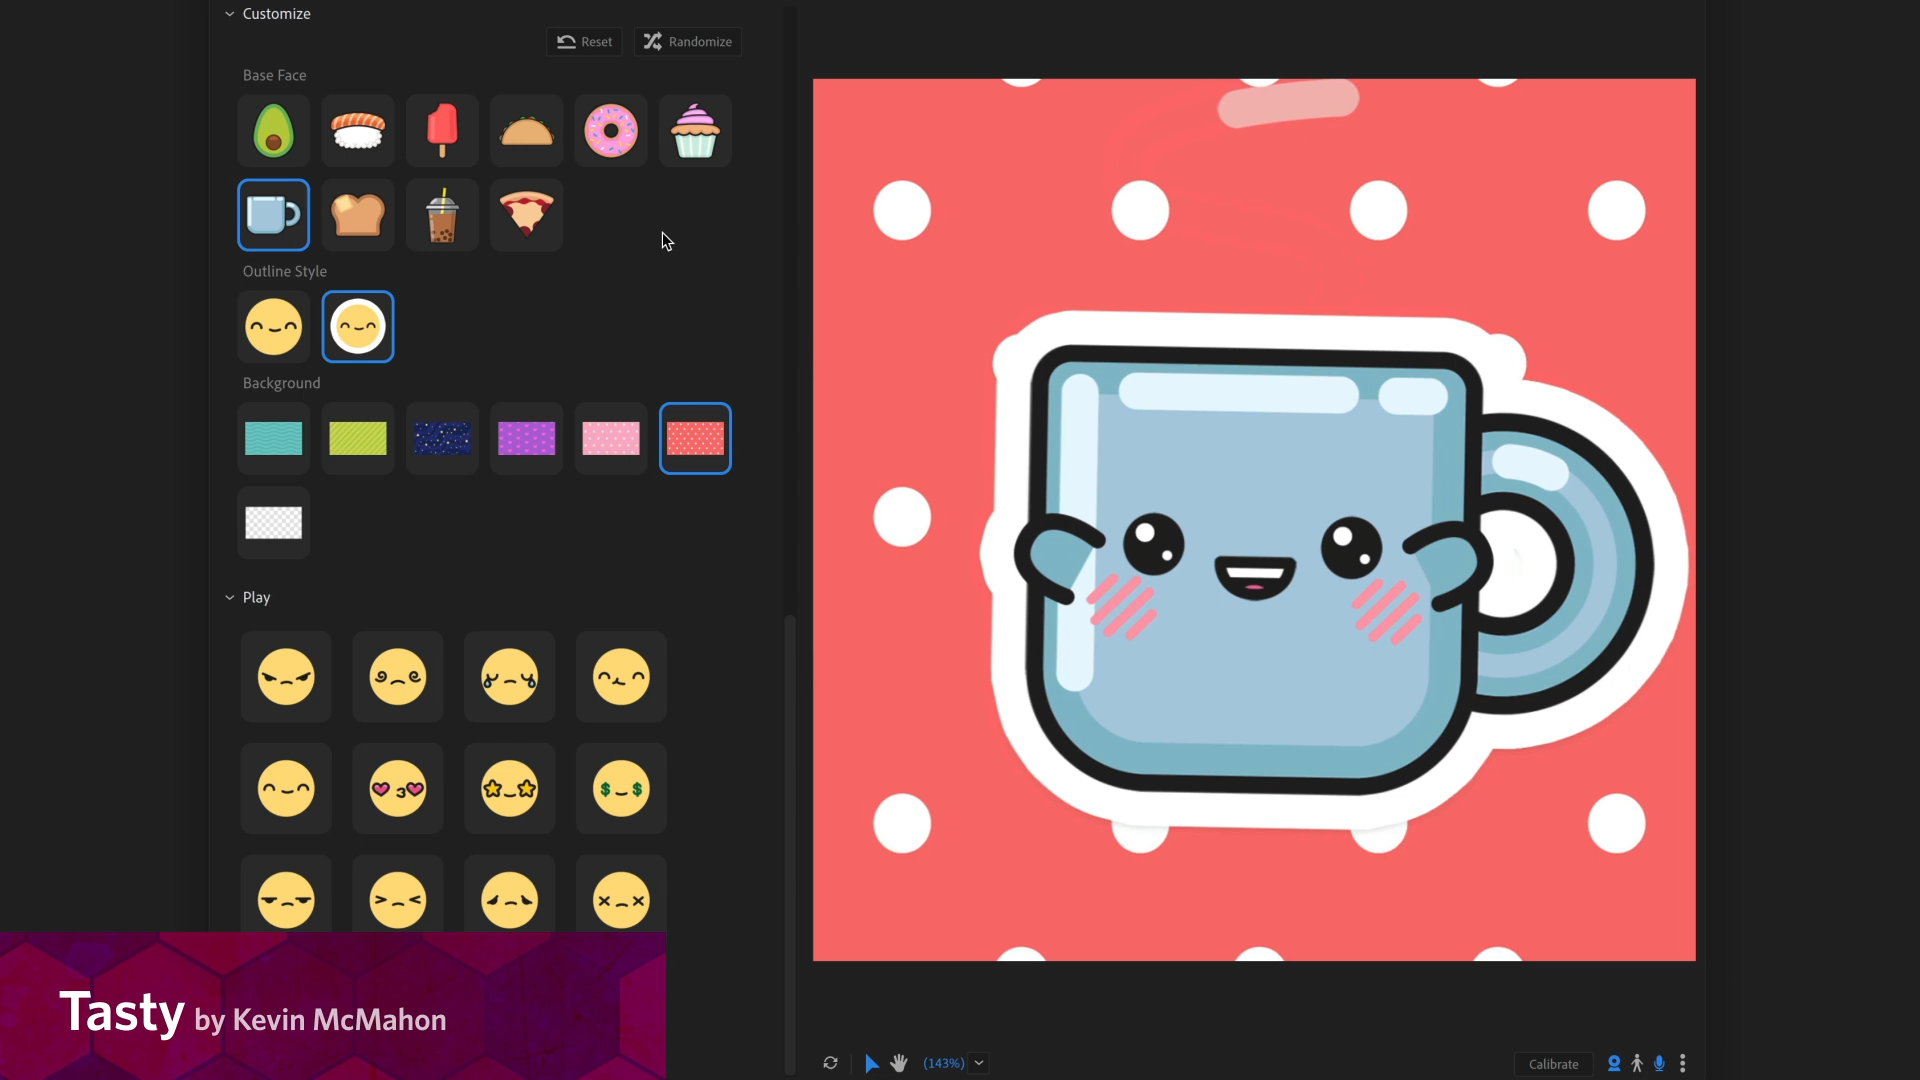 Customize
Reset
Randomize
Base Face
Outline Style
Background
Play
Tasty by Kevin McMahon
(143%)
Calibrate